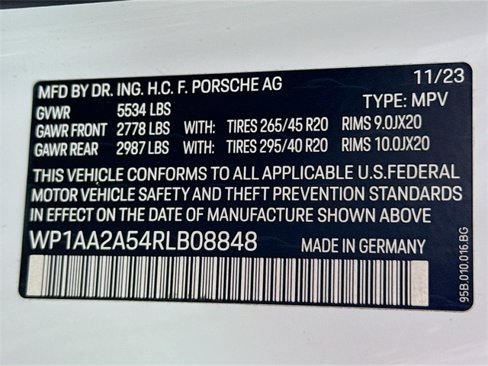 MFD BY DR. ING. H.C. F. PORSCHE AG 11/23
GVWR 5534 LBS TYPE: MPV
GAWR FRONT 2778 LBS WITH: TIRES 265/45 R20 RIMS 9.0JX20
GAWR REAR 2987 LBS WITH: TIRES 295/40 R20 RIMS 10.0JX20
THIS VEHICLE CONFORMS TO ALL APPLICABLE U.S.FEDERAL
MOTOR VEHICLE SAFETY AND THEFT PREVENTION STANDARDS
IN EFFECT ON THE DATE OF MANUFACTURE SHOWN ABOVE
WP1AA2A54RLB08848 MADE IN GERMANY
95B.010.016.BG